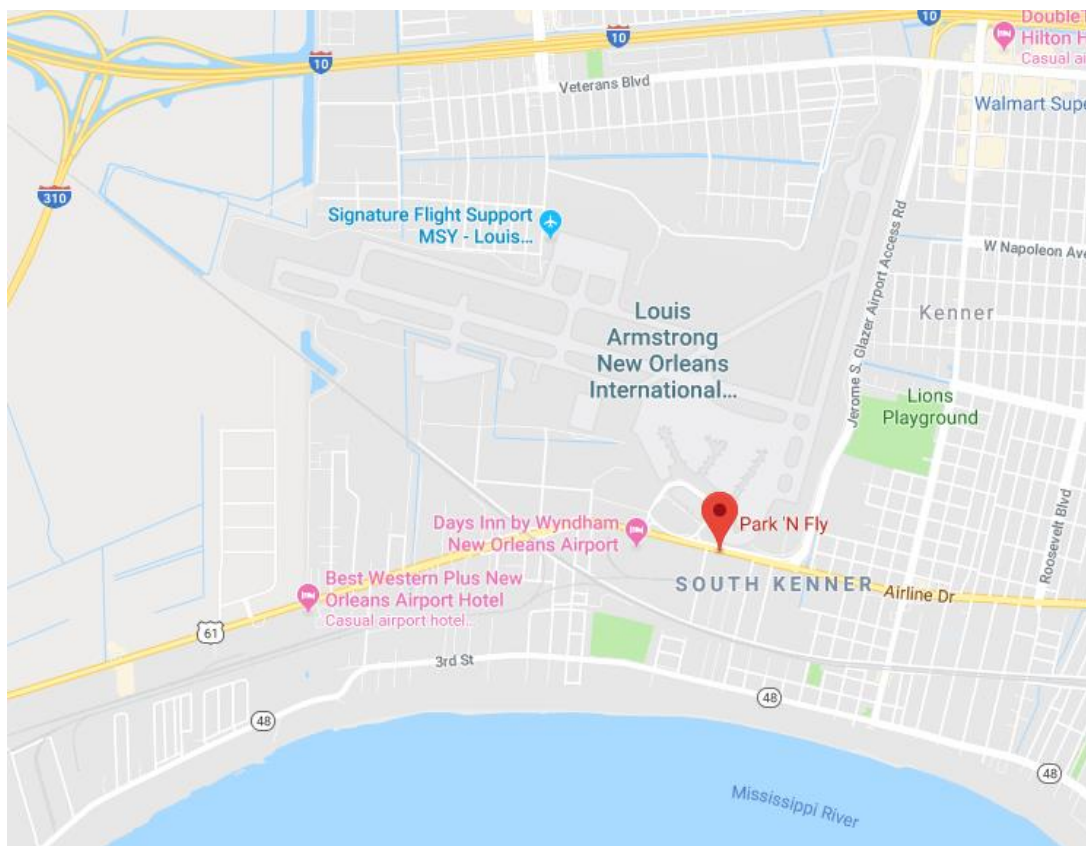 10
Double
Hilton H
Casual ai
10
10
Veterans Blvd
Walmart Supe
310
Signature Flight Support
MSY - Louis...
Jerome S. Glazer Airport Access Rd
W Napoleon Ave
Louis
Armstrong
New Orleans
International...
Kenner
Lions
Playground
Days Inn by Wyndham
New Orleans Airport
Park 'N Fly
Roosevelt Blvd
Best Western Plus New
Orleans Airport Hotel
Casual airport hotel...
SOUTH KENNER
Airline Dr
61
3rd St
48
48
48
Mississippi River